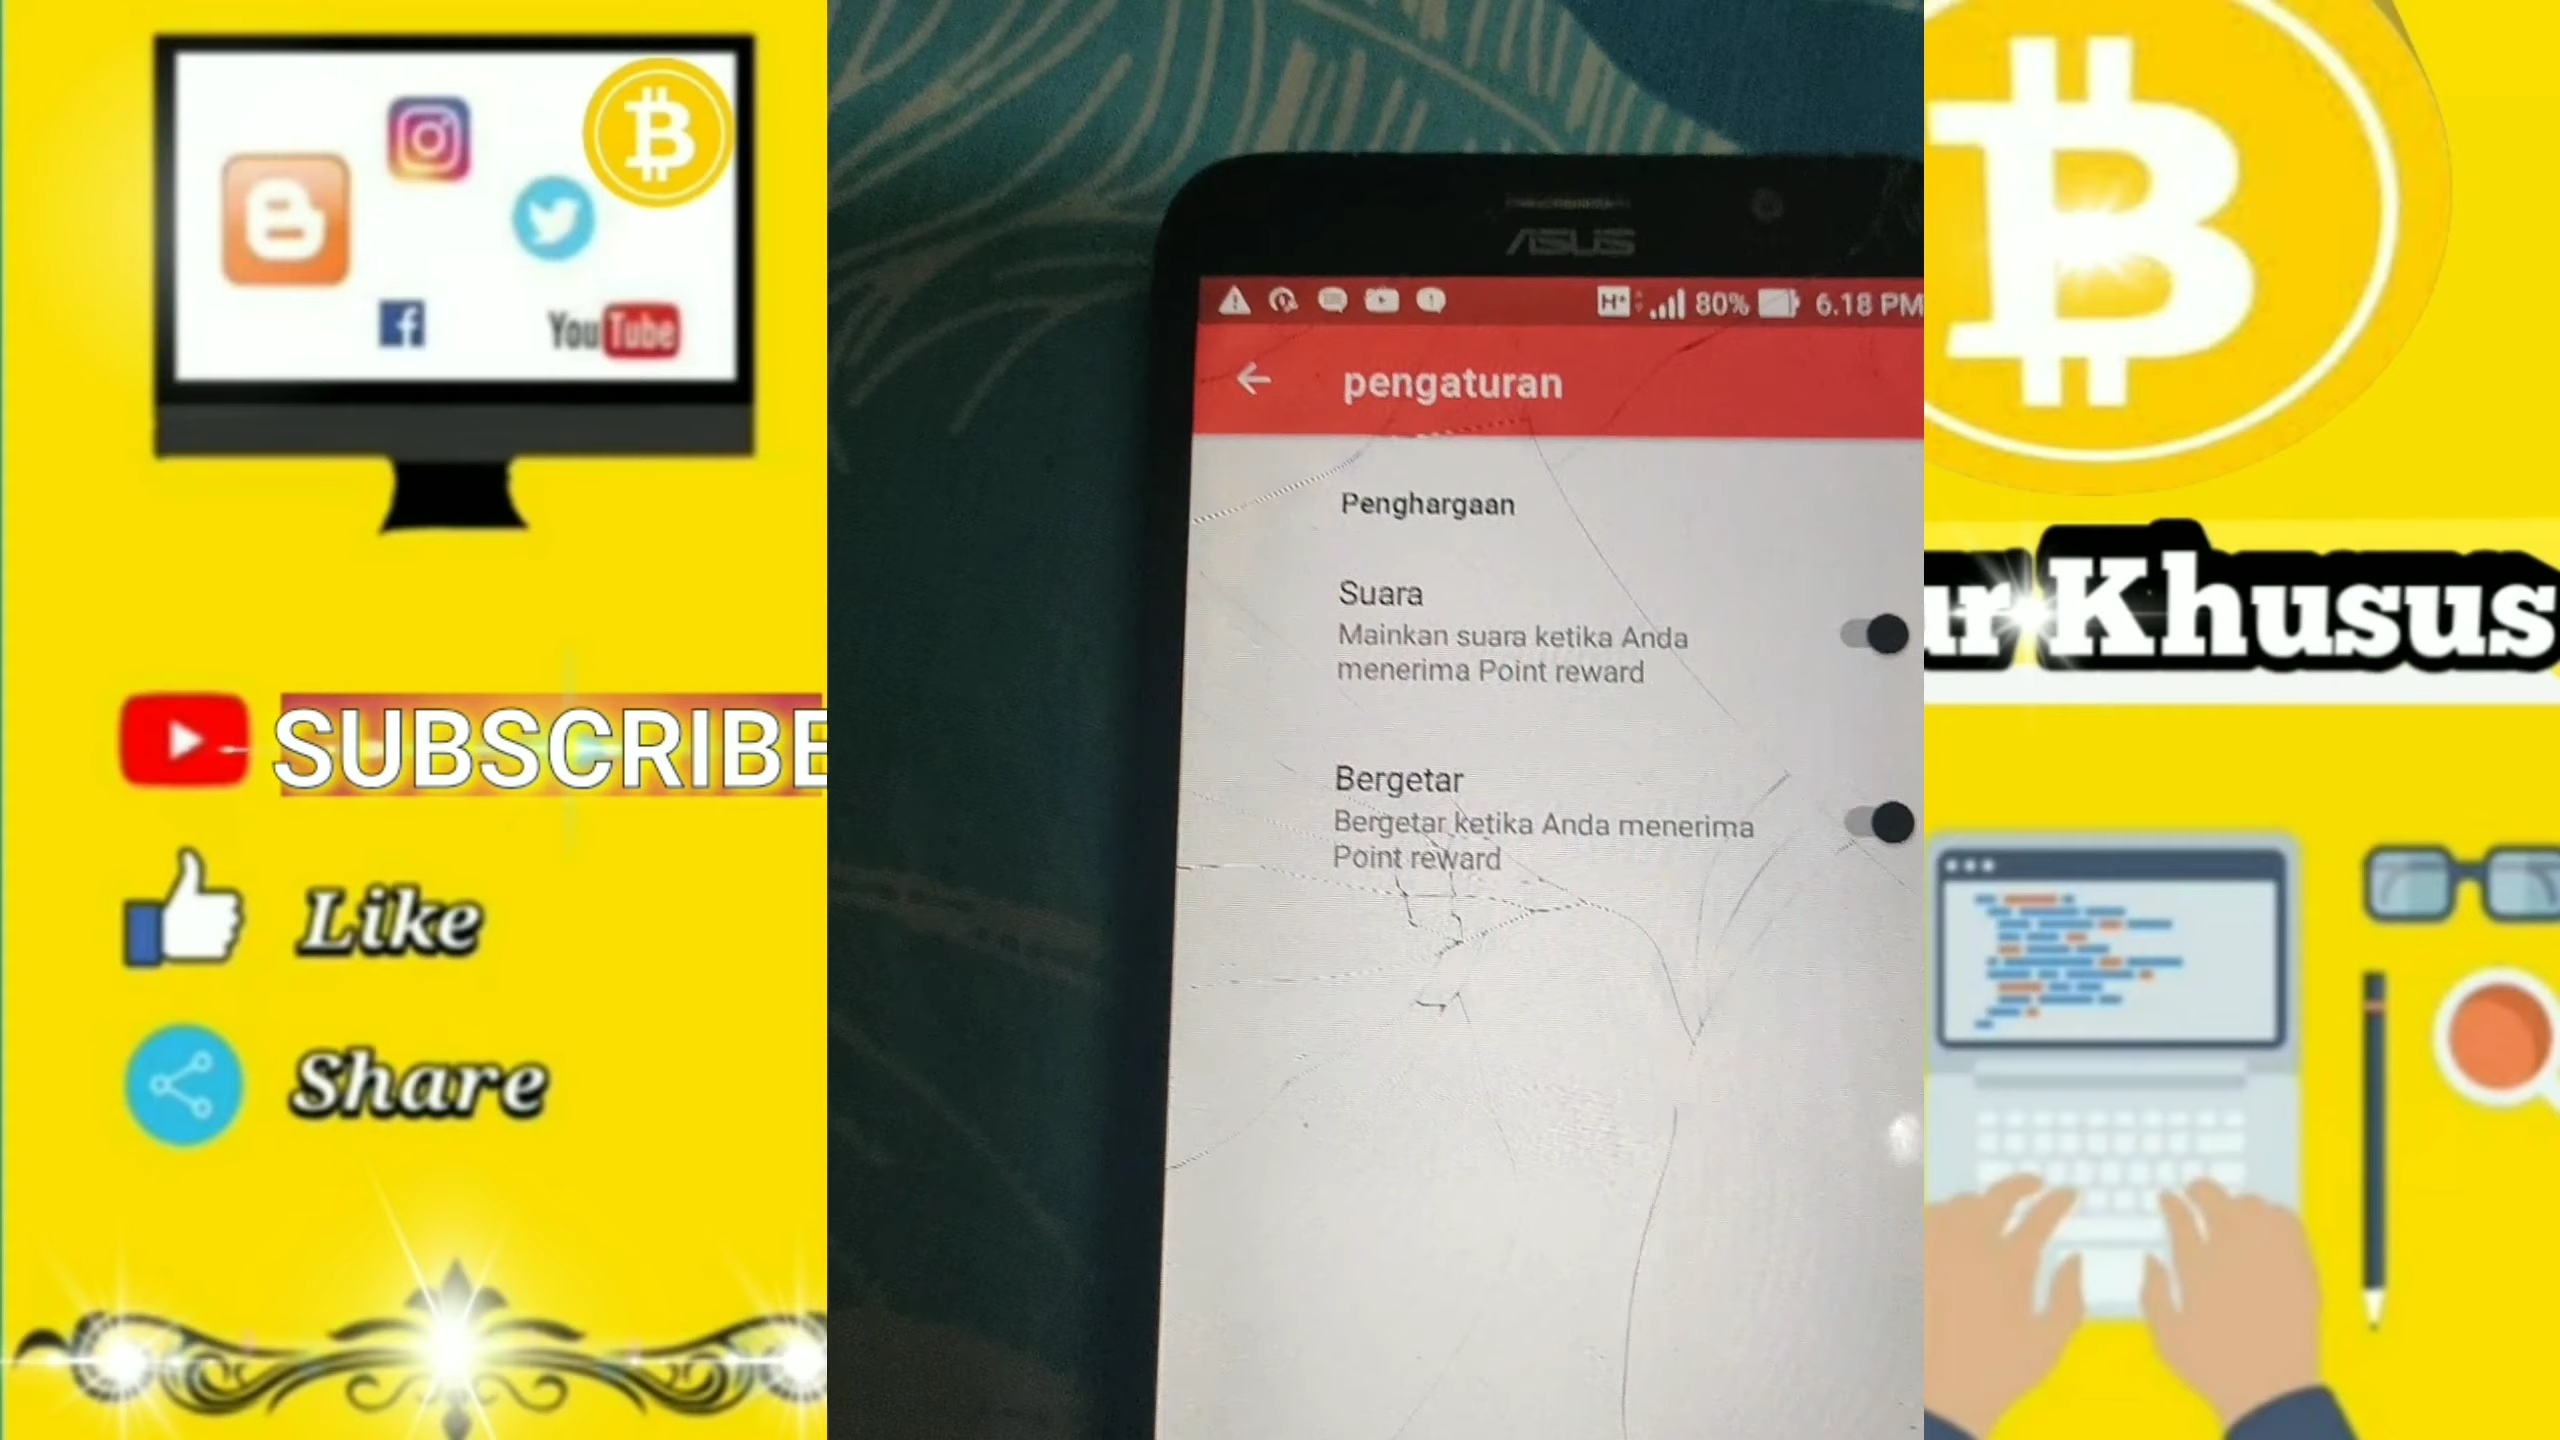 You Tube
SUBSCRIBE
Like
Share
ASUS
H+ 80% 6.18 PM
pengaturan
Penghargaan
Suara
Mainkan suara ketika Anda
menerima Point reward
Bergetar
Bergetar ketika Anda menerima
Point reward
Khusus